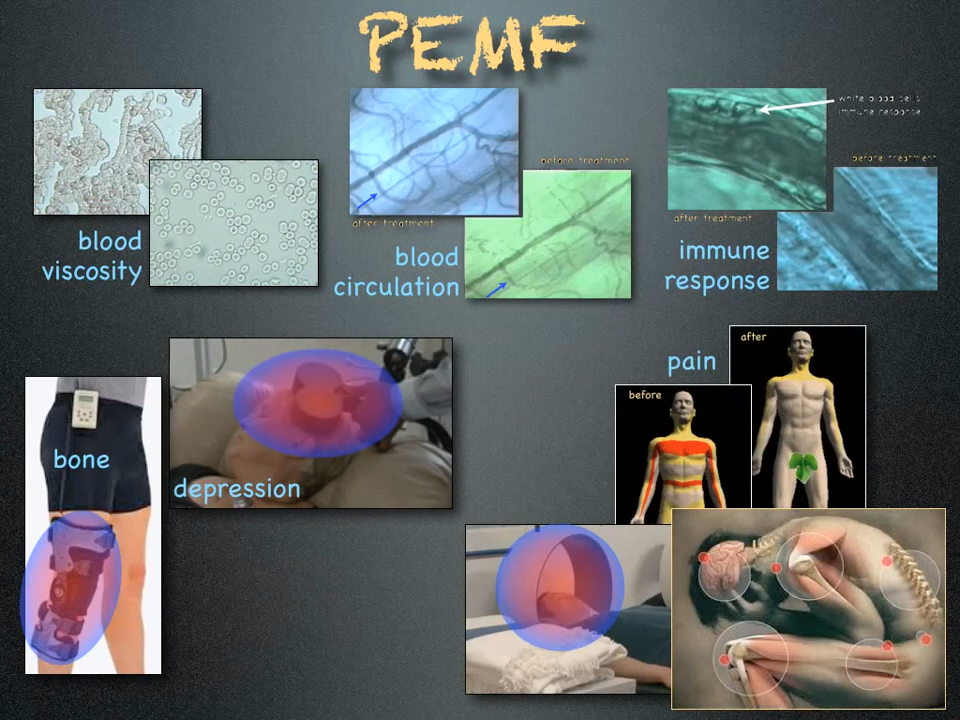 PEMF
white blood cells
immune response
before treatment
before treatment
after treatment
after treatment
blood
viscosity
blood
circulation
immune
response
after
pain
before
bone
depression